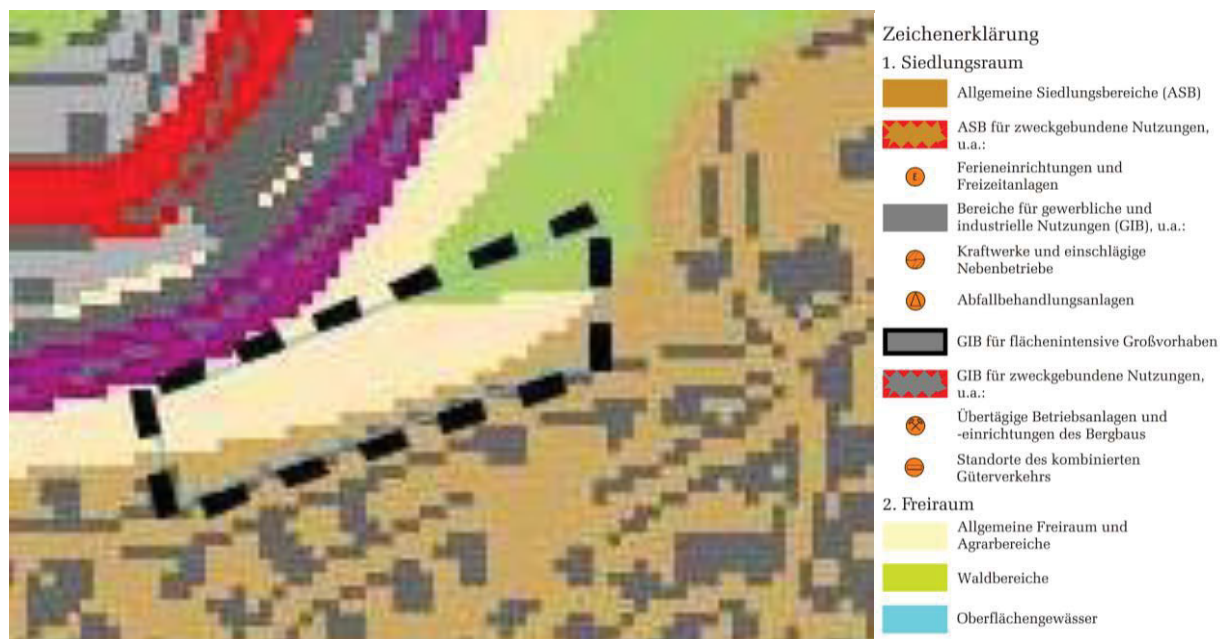 Zeichenerklärung
1. Siedlungsraum
Allgemeine Siedlungsbereiche (ASB)
ASB für zweckgebundene Nutzungen,
u.a.:
E
Ferieneinrichtungen und
Freizeitanlagen
Bereiche für gewerbliche und
industrielle Nutzungen (GIB), u.a.:
Kraftwerke und einschlägige
Nebenbetriebe
Abfallbehandlungsanlagen
GIB für flächenintensive Großvorhaben
GIB für zweckgebundene Nutzungen,
u.a.:
Übertägige Betriebsanlagen und
-einrichtungen des Bergbaus
Standorte des kombinierten
Güterverkehrs
2. Freiraum
Allgemeine Freiraum und
Agrarbereiche
Waldbereiche
Oberflächengewässer